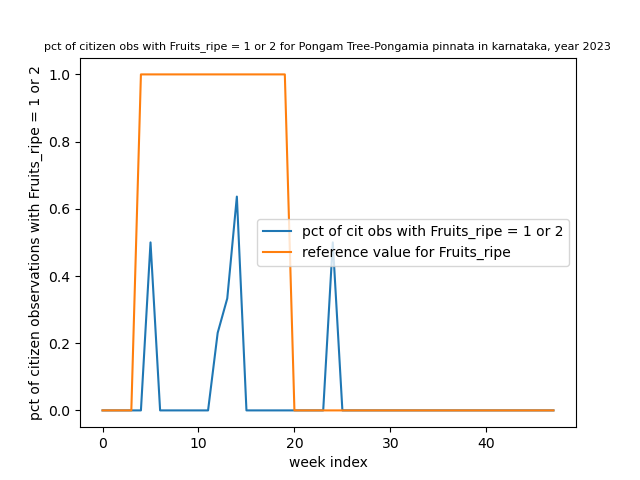 pct of citizen obs with Fruits_ripe = 1 or 2 for Pongam Tree-Pongamia pinnata in karnataka, year 2023
pct of citizen observations with Fruits_ripe = 1 or 2
1.0
0.8
0.6
0.4
0.2
0.0
pct of cit obs with Fruits_ripe = 1 or 2
reference value for Fruits_ripe
0 10 20 30 40
week index